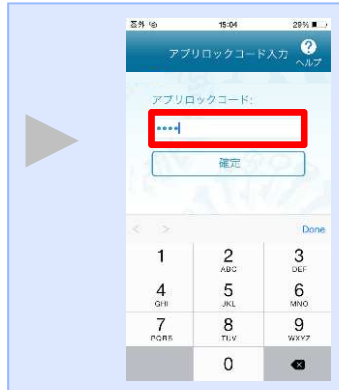 圏外
15:04
29%
アプリロックコード入力
?
ヘルプ
アプリロックコード:
••••
確定
< >
Done
1 2 3
ABC DEF
4 5 6
GHI JKL MNO
7 8 9
PQRS TUV WXYZ
0